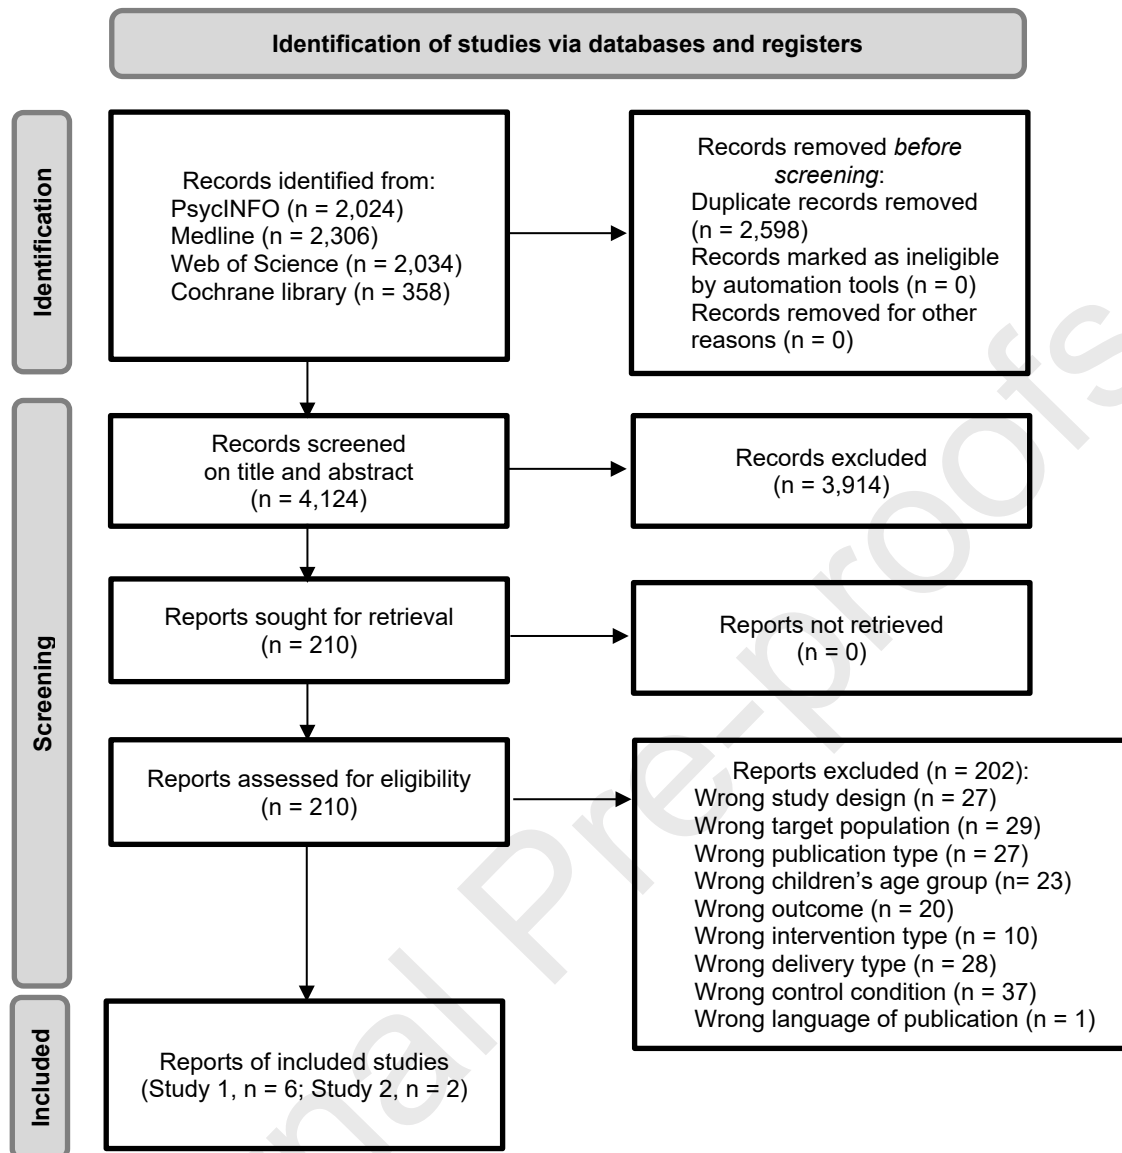 Identification of studies via databases and registers
Identification
Records identified from:
PsycINFO (n = 2,024)
Medline (n = 2,306)
Web of Science (n = 2,034)
Cochrane library (n = 358)
Records removed before
screening:
Duplicate records removed
(n = 2,598)
Records marked as ineligible
by automation tools (n = 0)
Records removed for other
reasons (n = 0)
Screening
Records screened
on title and abstract
(n = 4,124)
Records excluded
(n = 3,914)
Reports sought for retrieval
(n = 210)
Reports not retrieved
(n = 0)
Reports assessed for eligibility
(n = 210)
Reports excluded (n = 202):
Wrong study design (n = 27)
Wrong target population (n = 29)
Wrong publication type (n = 27)
Wrong children’s age group (n= 23)
Wrong outcome (n = 20)
Wrong intervention type (n = 10)
Wrong delivery type (n = 28)
Wrong control condition (n = 37)
Wrong language of publication (n = 1)
Included
Reports of included studies
(Study 1, n = 6; Study 2, n = 2)
nal Pre-proofs